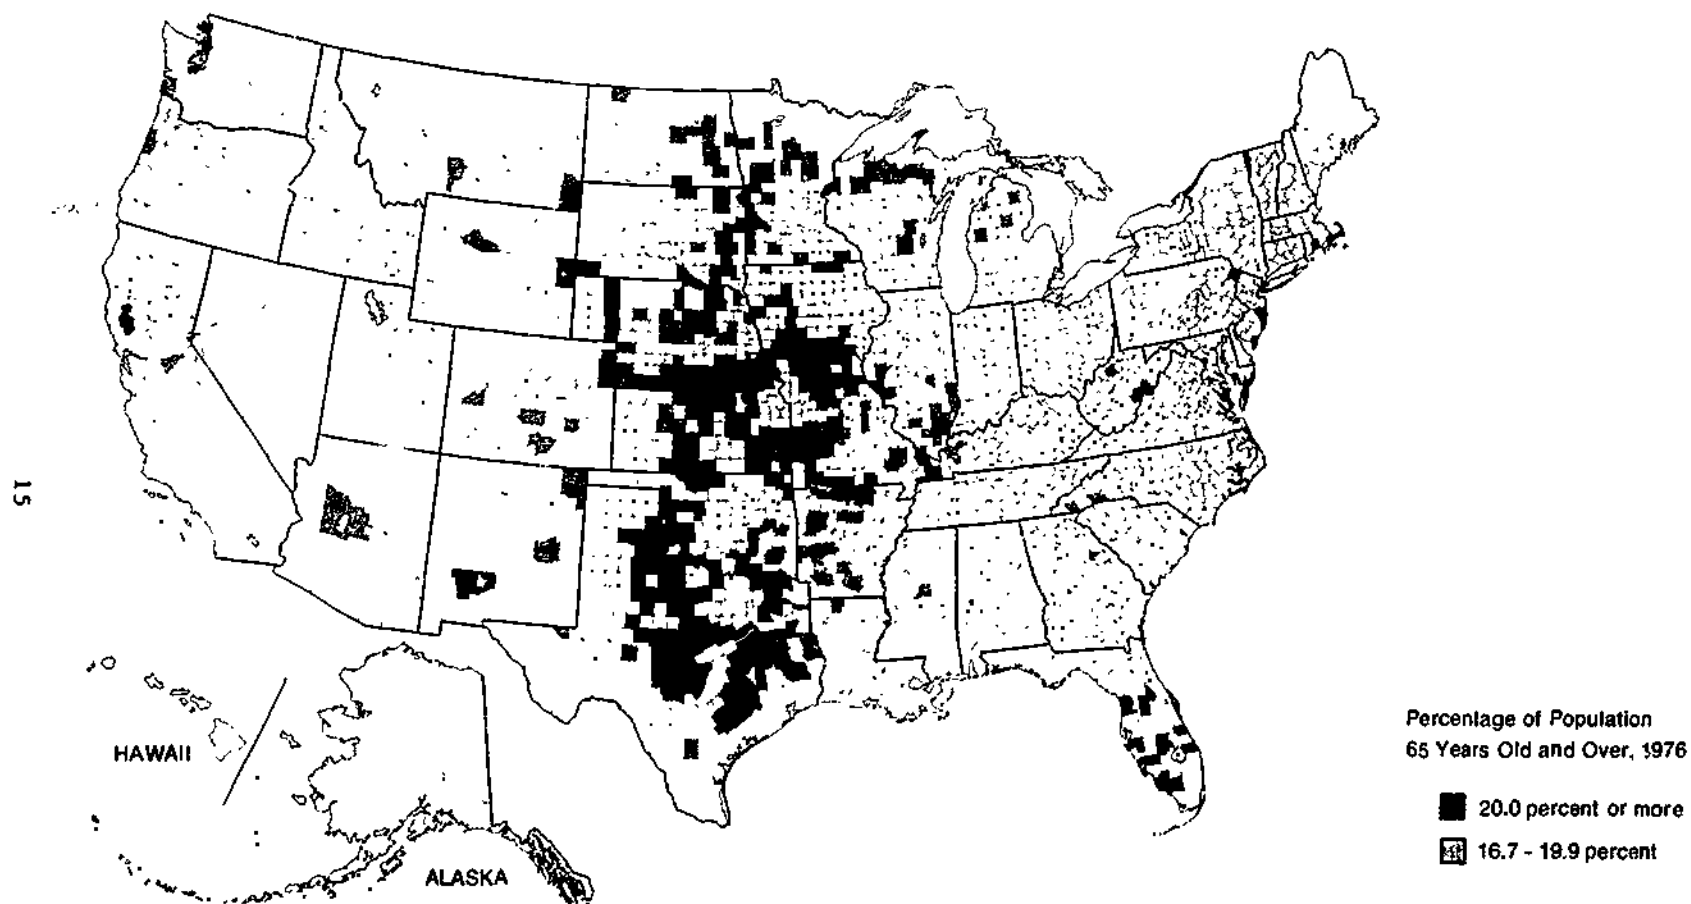 15
HAWAII
ALASKA
Percentage of Population
65 Years Old and Over, 1976
20.0 percent or more
16.7 - 19.9 percent